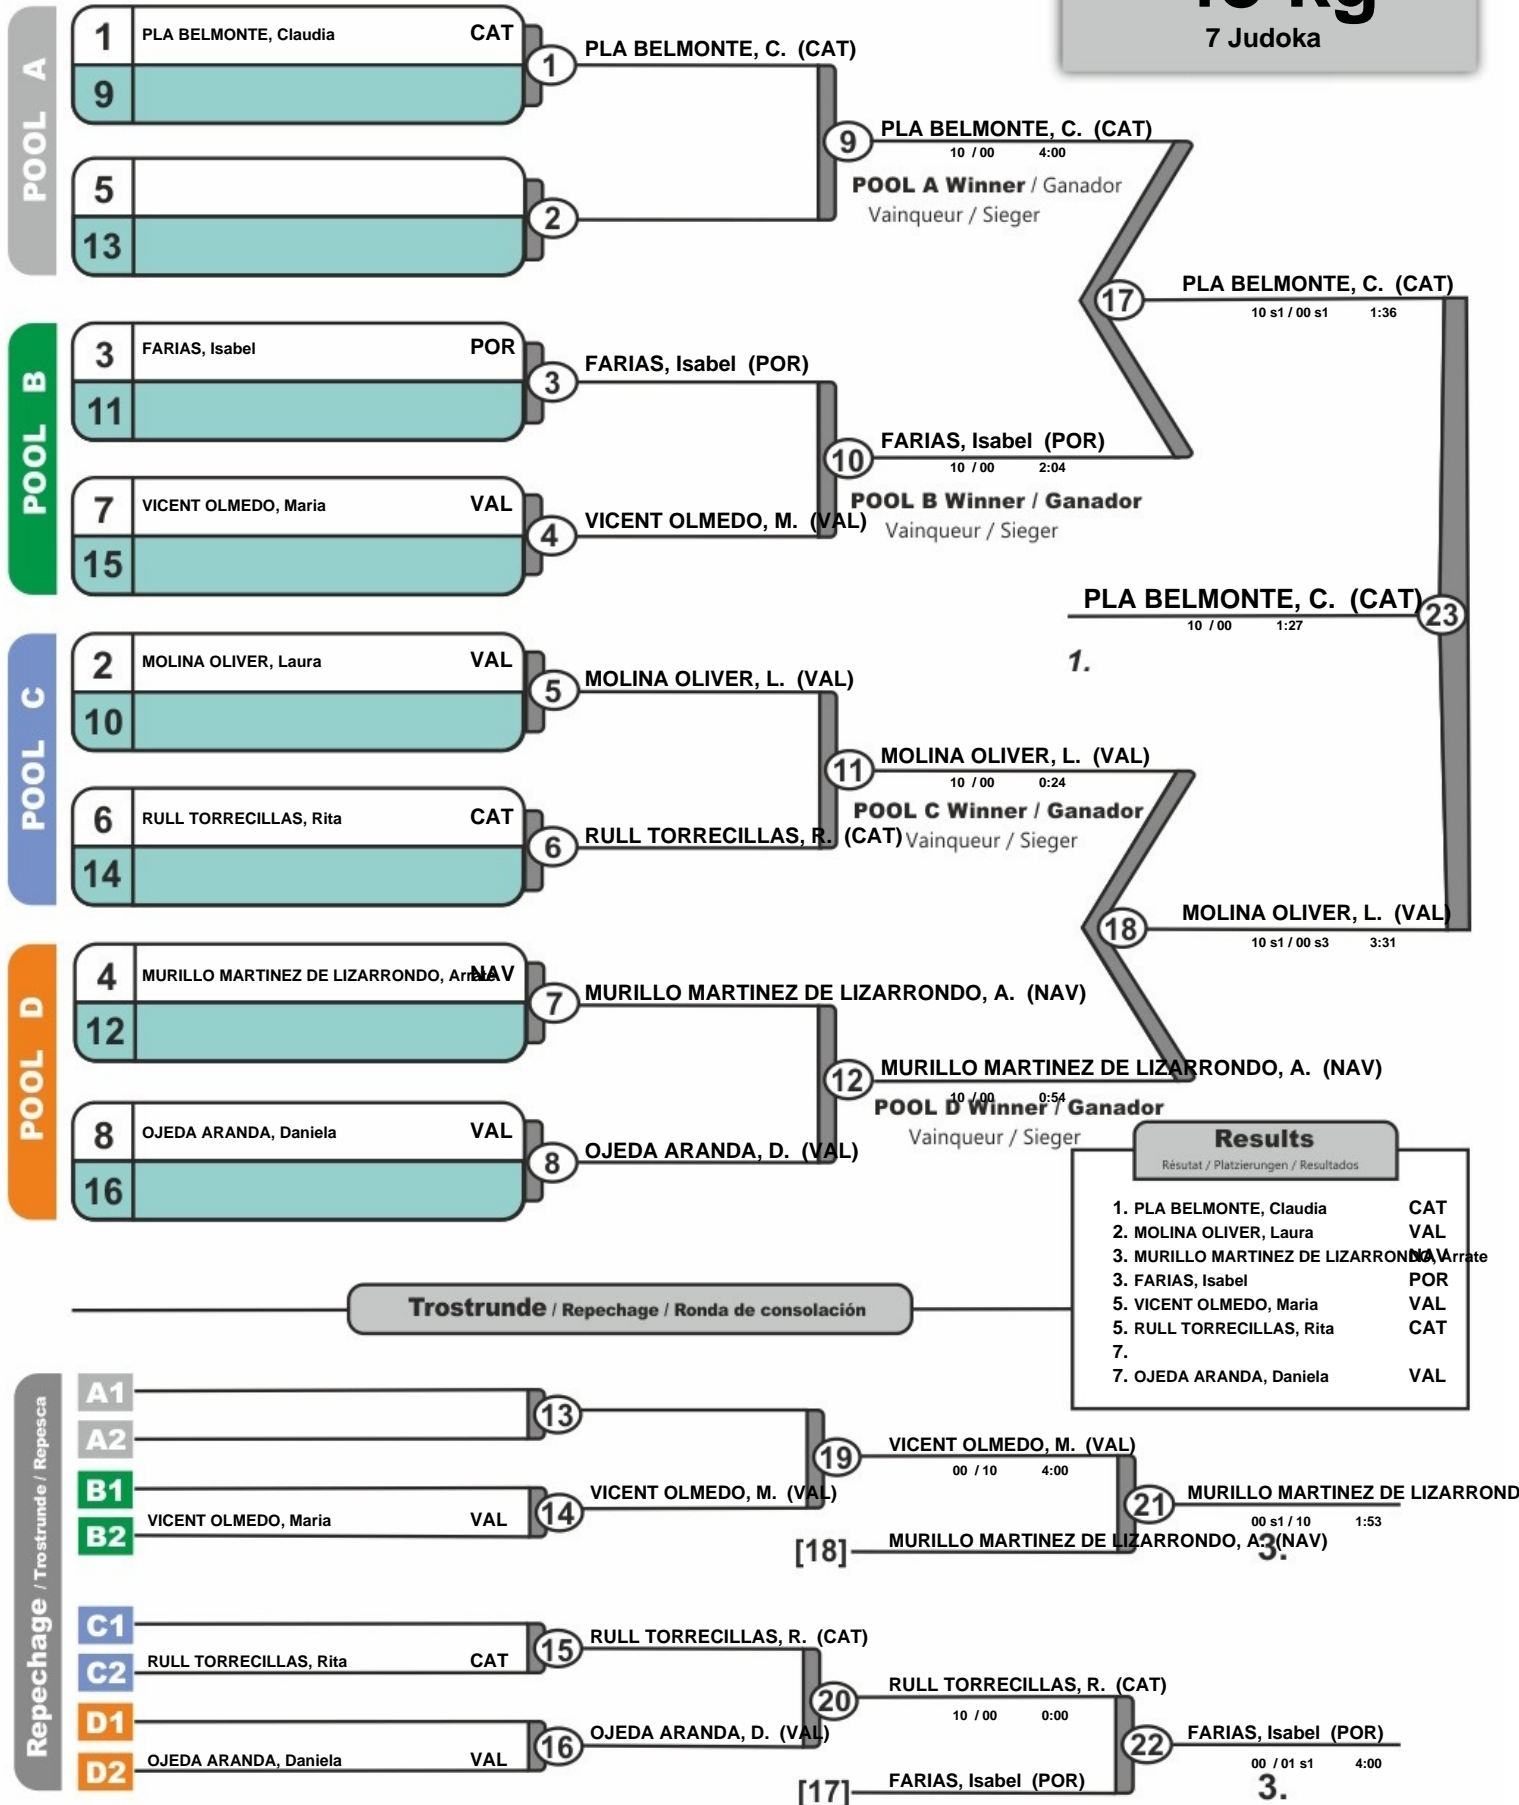 7 Judoka
POOL A
1 PLA BELMONTE, Claudia CAT
9
5
13
1 PLA BELMONTE, C. (CAT)
2
9 PLA BELMONTE, C. (CAT)
10 / 00 4:00
POOL A Winner / Ganador
Vainqueur / Sieger
17 PLA BELMONTE, C. (CAT)
10 s1 / 00 s1 1:36
POOL B
3 FARIAS, Isabel POR
11
7 VICENT OLMEDO, Maria VAL
15
3 FARIAS, Isabel (POR)
4 VICENT OLMEDO, M. (VAL)
10 FARIAS, Isabel (POR)
10 / 00 2:04
POOL B Winner / Ganador
Vainqueur / Sieger
PLA BELMONTE, C. (CAT) 23
10 / 00 1:27
1.
POOL C
2 MOLINA OLIVER, Laura VAL
10
6 RULL TORRECILLAS, Rita CAT
14
5 MOLINA OLIVER, L. (VAL)
6 RULL TORRECILLAS, R. (CAT)
11 MOLINA OLIVER, L. (VAL)
10 / 00 0:24
POOL C Winner / Ganador
Vainqueur / Sieger
18 MOLINA OLIVER, L. (VAL)
10 s1 / 00 s3 3:31
POOL D
4 MURILLO MARTINEZ DE LIZARRONDO, Arrate NAV
12
8 OJEDA ARANDA, Daniela VAL
16
7 MURILLO MARTINEZ DE LIZARRONDO, A. (NAV)
8 OJEDA ARANDA, D. (VAL)
12 MURILLO MARTINEZ DE LIZARRONDO, A. (NAV)
10 / 00 0:54
POOL D Winner / Ganador
Vainqueur / Sieger
Results
Résutat / Platzierungen / Resultados
1. PLA BELMONTE, Claudia CAT
2. MOLINA OLIVER, Laura VAL
3. MURILLO MARTINEZ DE LIZARRONDO, Arrate NAV
3. FARIAS, Isabel POR
5. VICENT OLMEDO, Maria VAL
5. RULL TORRECILLAS, Rita CAT
7.
7. OJEDA ARANDA, Daniela VAL
Trostrunde / Repechage / Ronda de consolación
Repechage / Trostrunde / Repesca
A1
A2
13
B1
B2 VICENT OLMEDO, Maria VAL
14 VICENT OLMEDO, M. (VAL)
19 VICENT OLMEDO, M. (VAL)
00 / 10 4:00
[18] MURILLO MARTINEZ DE LIZARRONDO, A. (NAV)
21 MURILLO MARTINEZ DE LIZARROND
00 s1 / 10 1:53
3.
C1
C2 RULL TORRECILLAS, Rita CAT
15 RULL TORRECILLAS, R. (CAT)
D1
D2 OJEDA ARANDA, Daniela VAL
16 OJEDA ARANDA, D. (VAL)
20 RULL TORRECILLAS, R. (CAT)
10 / 00 0:00
[17] FARIAS, Isabel (POR)
22 FARIAS, Isabel (POR)
00 / 01 s1 4:00
3.